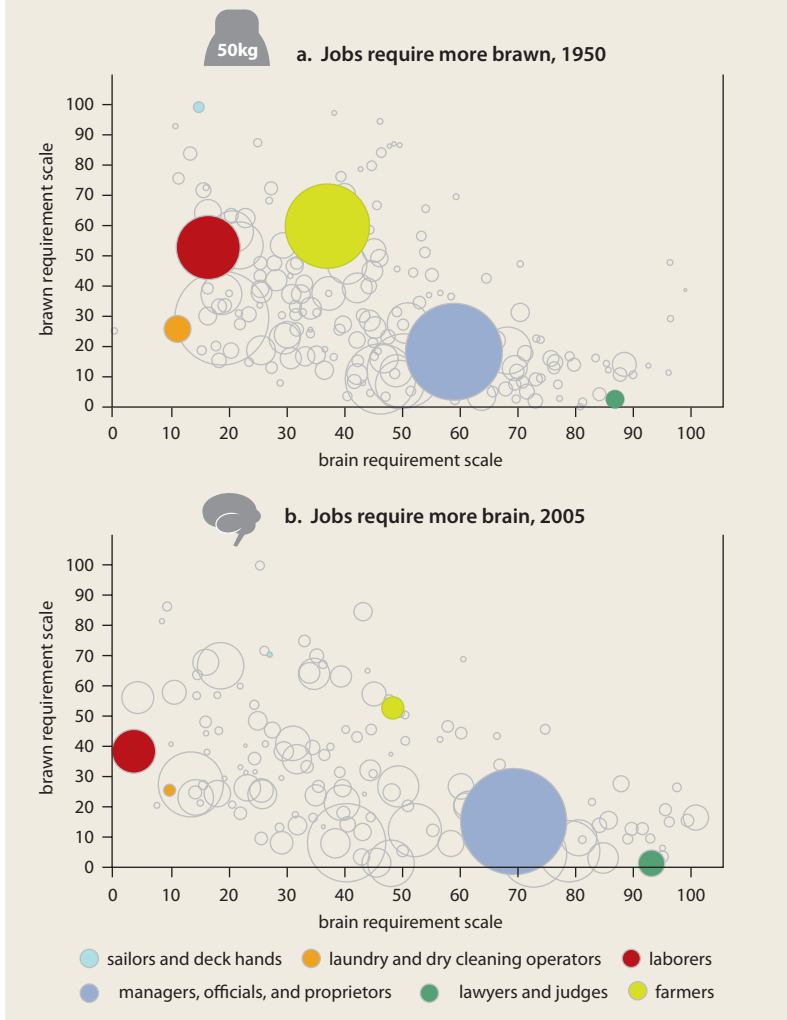 50kg
a. Jobs require more brawn, 1950
brawn requirement scale
100
90
80
70
60
50
40
30
20
10
0
0 10 20 30 40 50 60 70 80 90 100
brain requirement scale
b. Jobs require more brain, 2005
brawn requirement scale
100
90
80
70
60
50
40
30
20
10
0
0 10 20 30 40 50 60 70 80 90 100
brain requirement scale
sailors and deck hands laundry and dry cleaning operators laborers
managers, officials, and proprietors lawyers and judges farmers